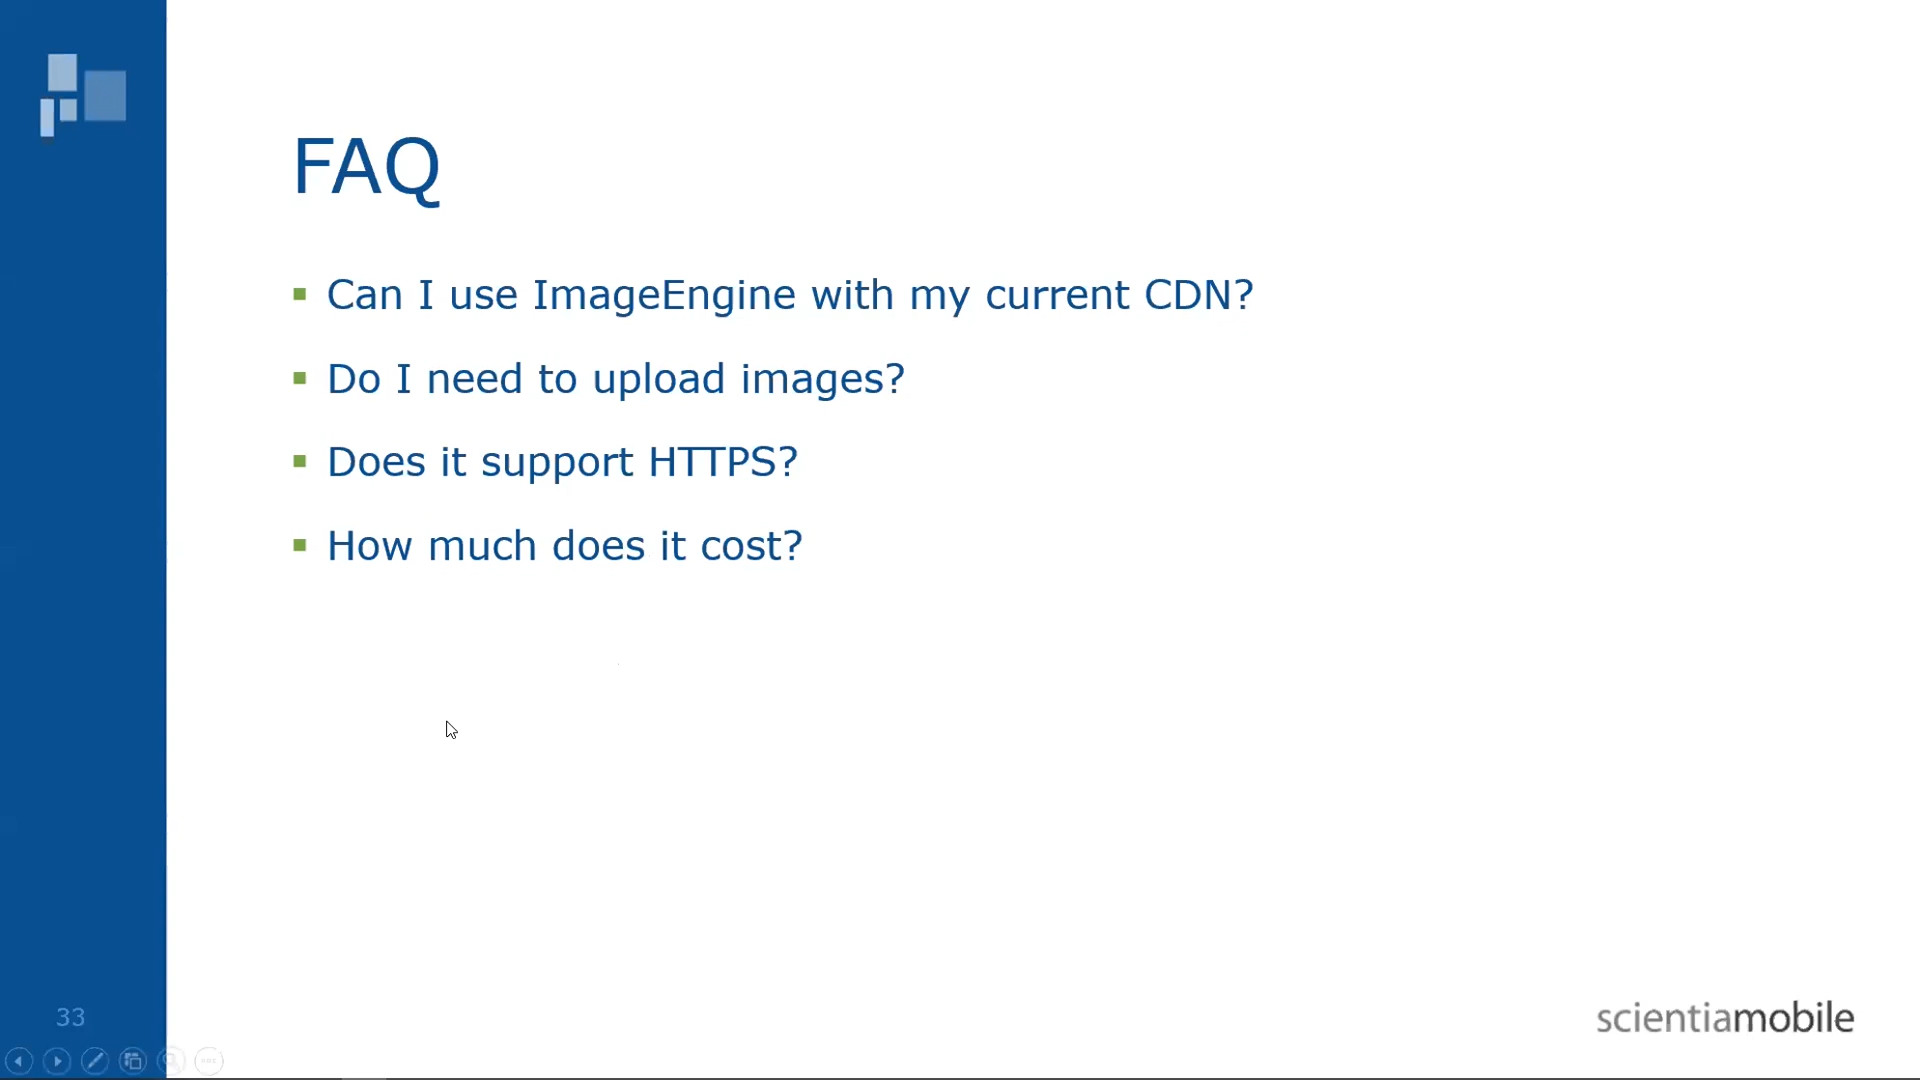 FAQ
Can I use ImageEngine with my current CDN?
Do I need to upload images?
Does it support HTTPS?
How much does it cost?
33
scientiamobile